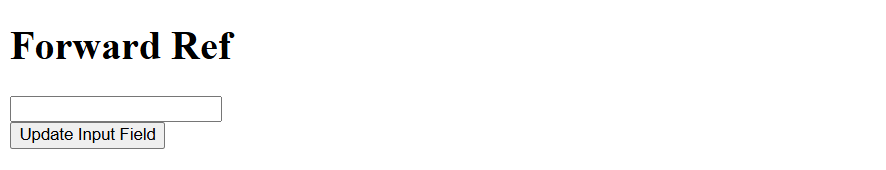 Forward Ref
Update Input Field